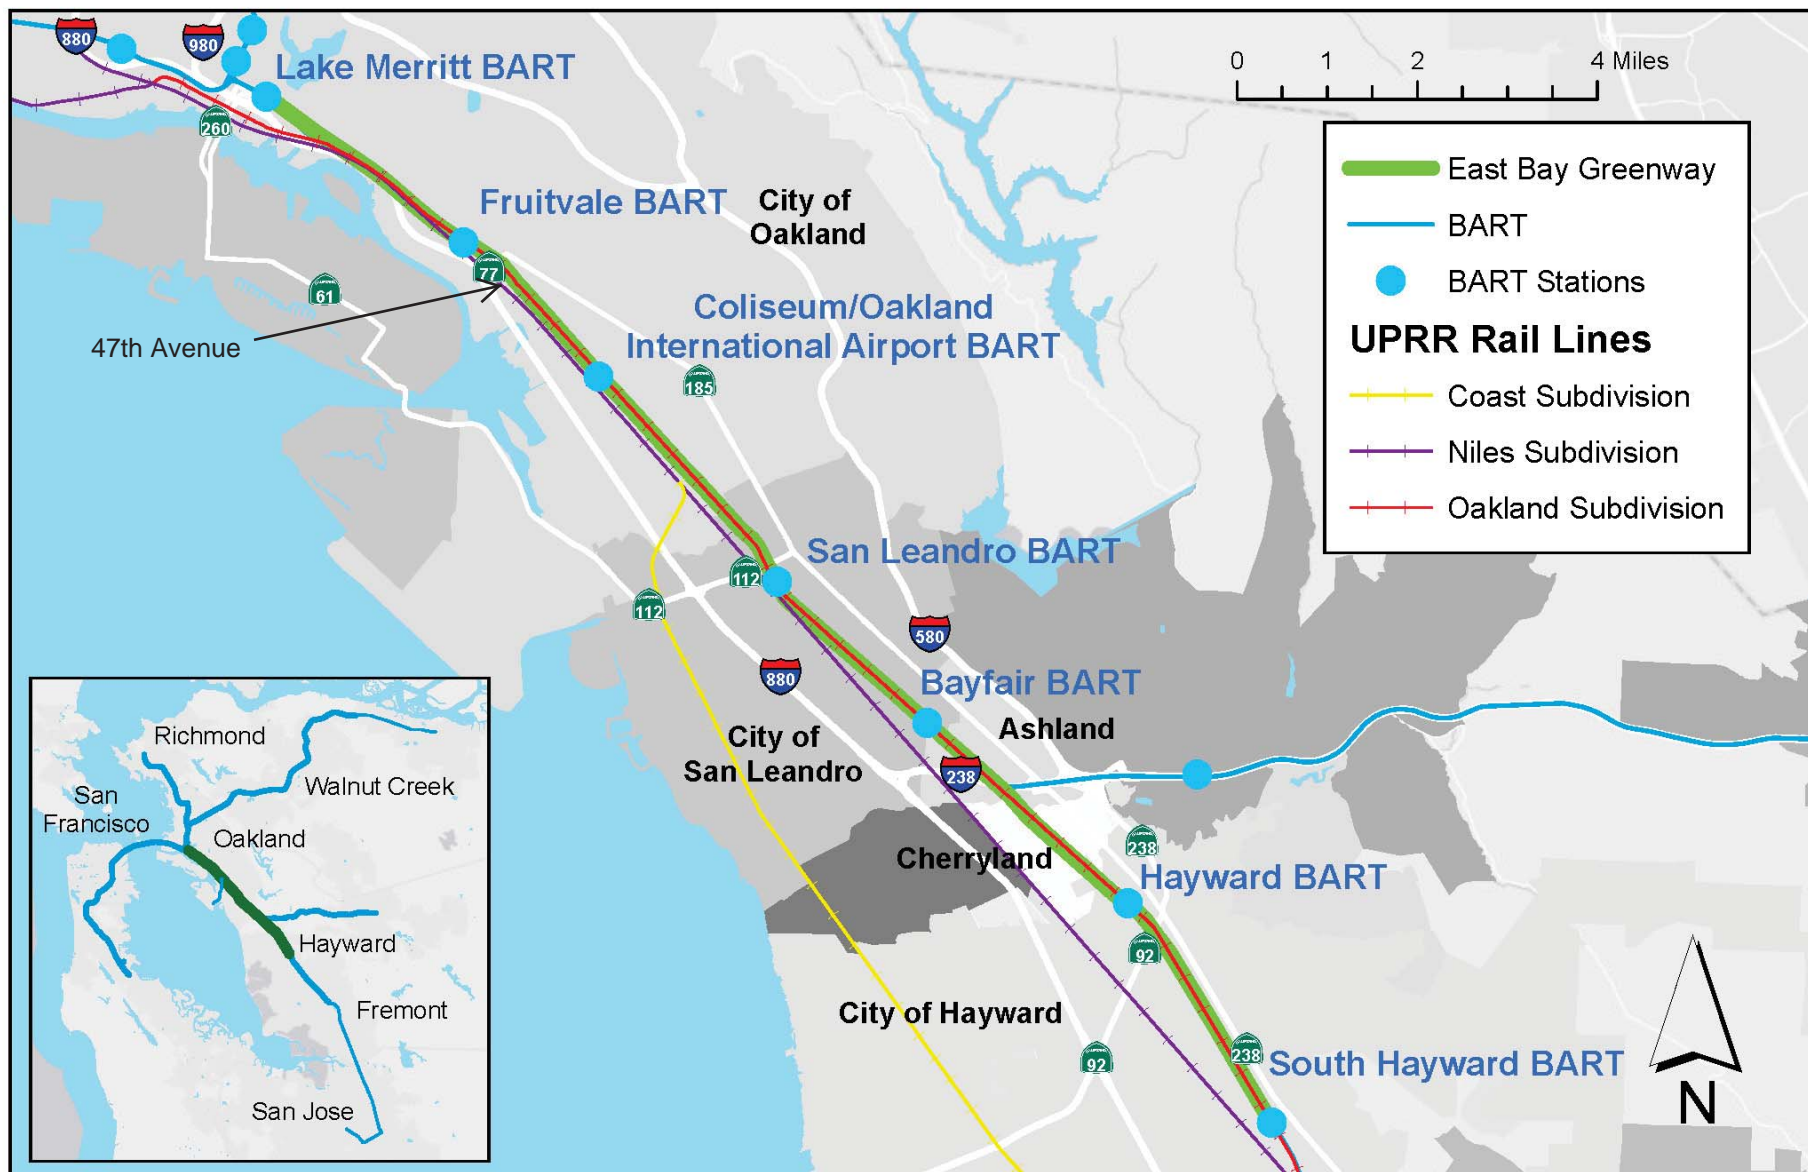 880
980
Lake Merritt BART
260
Fruitvale BART
77
61
47th Avenue
City of
Oakland
Coliseum/Oakland
International Airport BART
185
San Leandro BART
112
112
580
880
Bayfair BART
Ashland
City of
San Leandro
238
Cherryland
238
Hayward BART
92
City of Hayward
92
238
South Hayward BART
0 1 2 4 Miles
East Bay Greenway
BART
BART Stations
UPRR Rail Lines
Coast Subdivision
Niles Subdivision
Oakland Subdivision
Richmond
Walnut Creek
San
Francisco
Oakland
Hayward
Fremont
San Jose
N